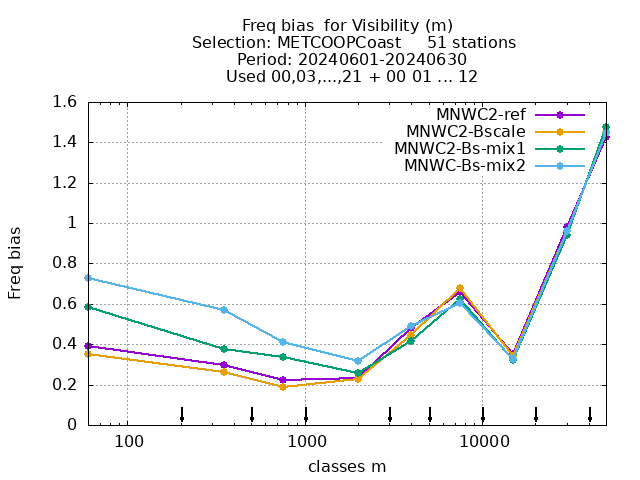 Freq bias  for Visibility (m)
Selection: METCOOPCoast     51 stations
Period: 20240601-20240630
Used 00,03,...,21 + 00 01 ... 12
MNWC2-ref
MNWC2-Bscale
MNWC2-Bs-mix1
MNWC-Bs-mix2
Freq bias
1.6
1.4
1.2
1
0.8
0.6
0.4
0.2
0
100
1000
10000
classes m